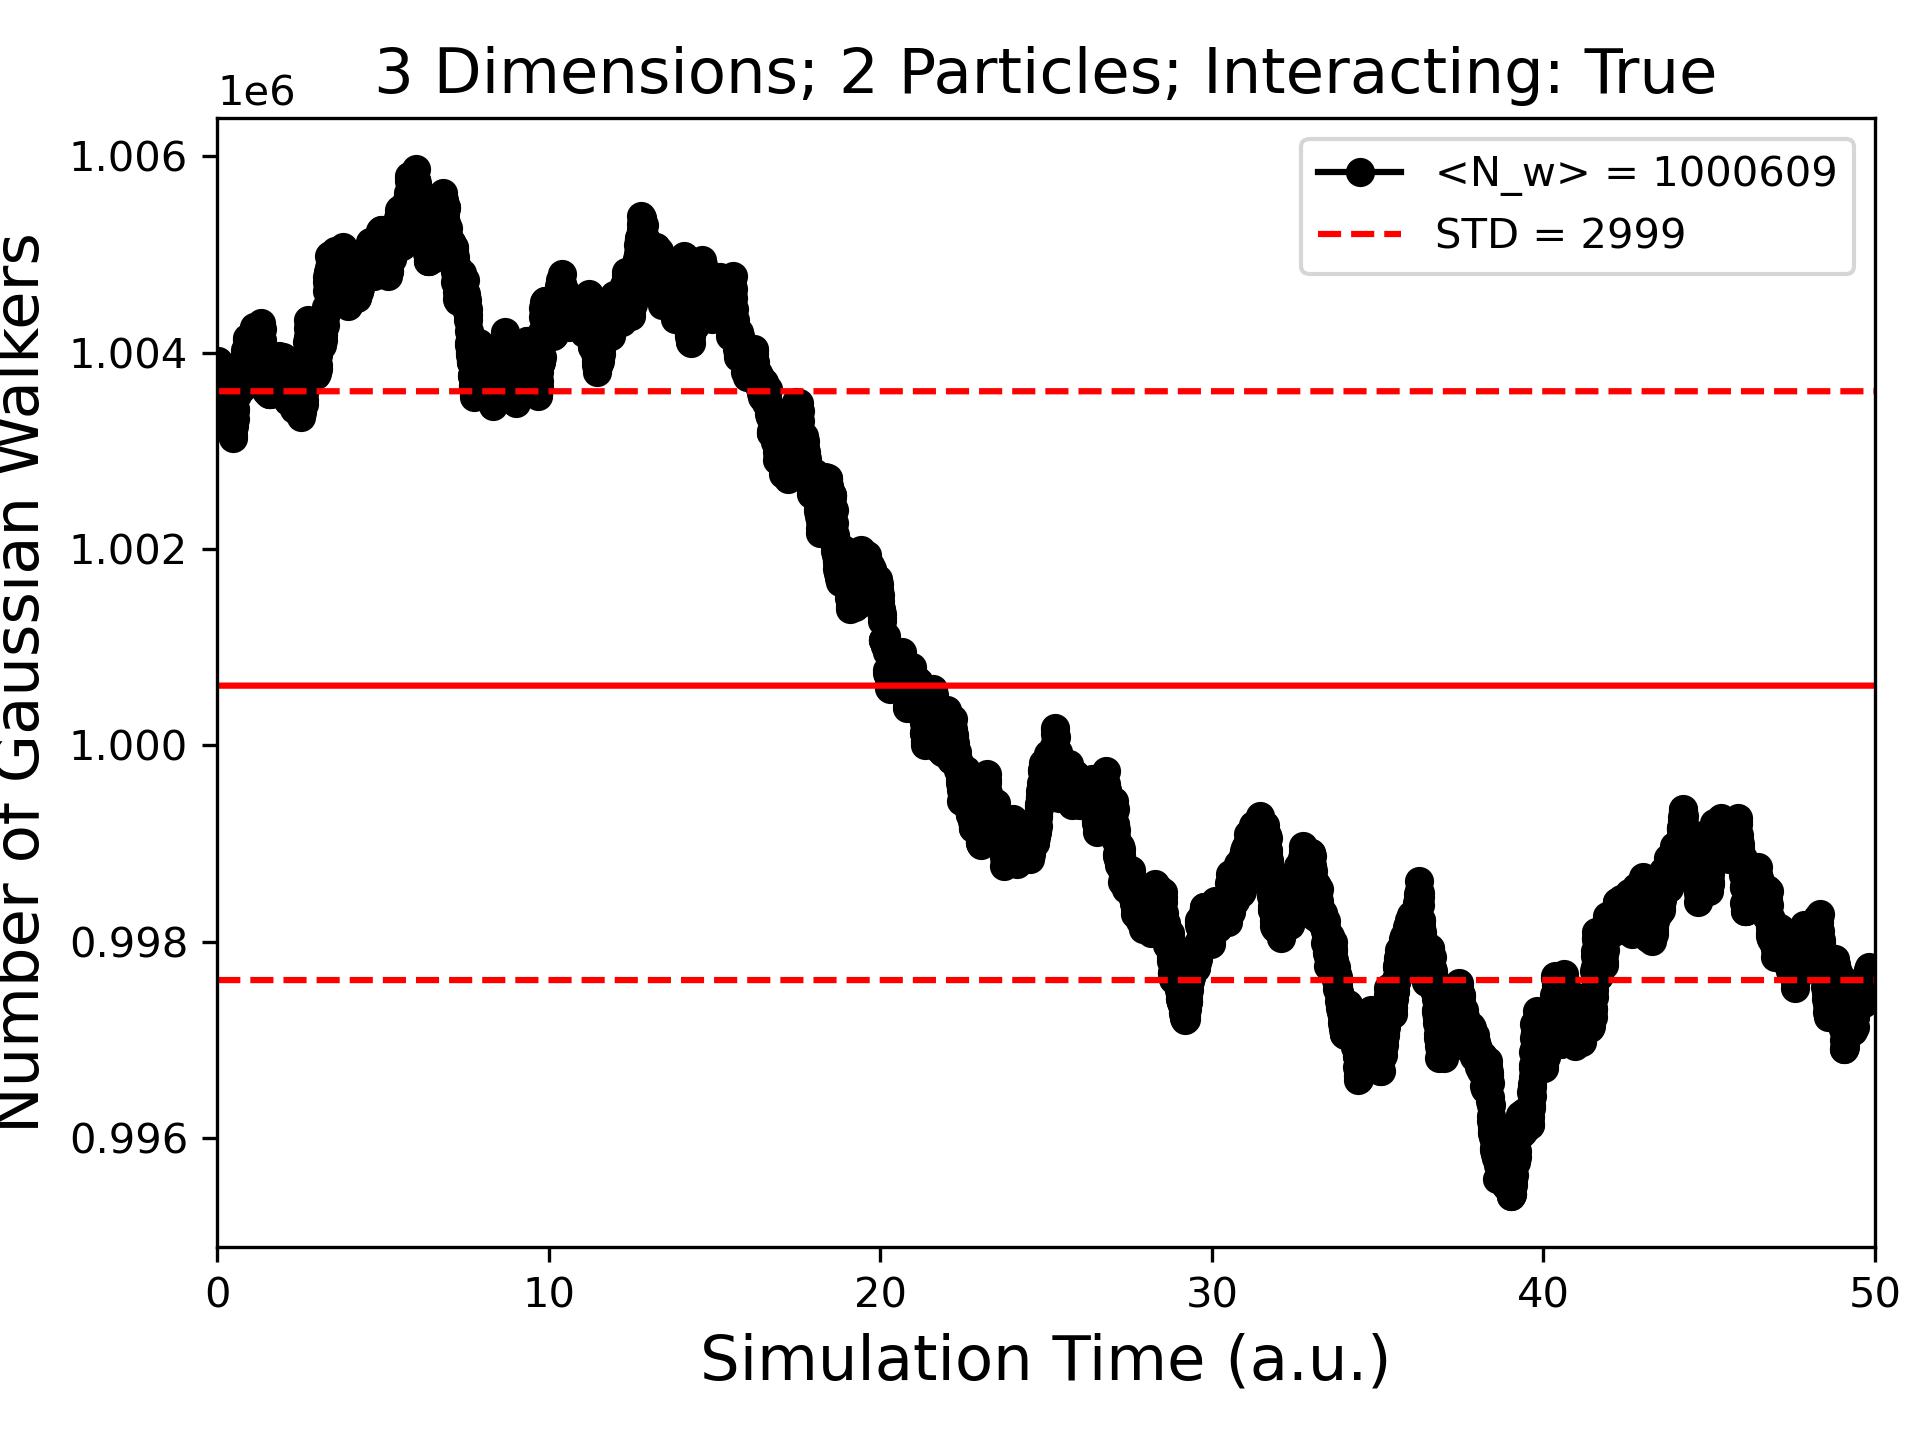 3 Dimensions; 2 Particles; Interacting: True
1e6
<N_w> = 1000609
STD = 2999
Number of Gaussian Walkers
1.006
1.004
1.002
1.000
0.998
0.996
0 10 20 30 40 50
Simulation Time (a.u.)